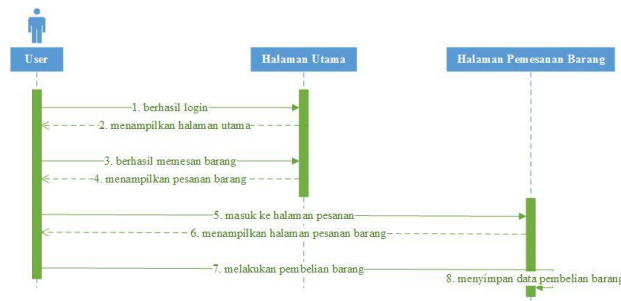 User
Halaman Utama
Halaman Pemesanan Barang
1. berhasil login
2. menampilkan halaman utama
3. berhasil memesan barang
4. menampilkan pesanan barang
5. masuk ke halaman pesanan
6. menampilkan halaman pesanan barang
7. melakukan pembelian barang
8. menyimpan data pembelian barang